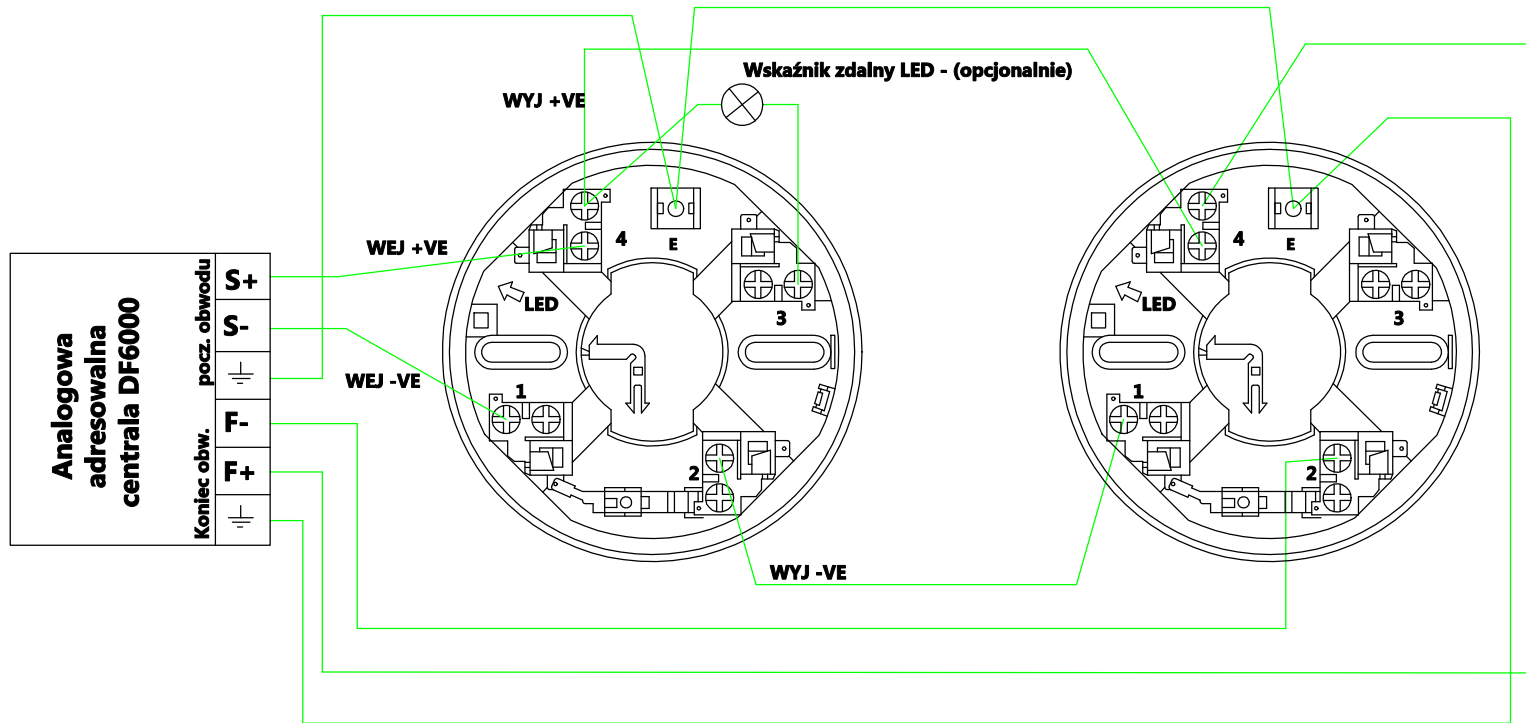 Wskaźnik zdalny LED - (opcjonalnie)
WYJ +VE
WEJ +VE
WEJ -VE
WYJ -VE
Analogowa
adresowalna
centrala DF6000
pocz. obwodu
Koniec obw.
S+
S-
F-
F+
4
E
LED
3
1
2
4
E
LED
3
1
2